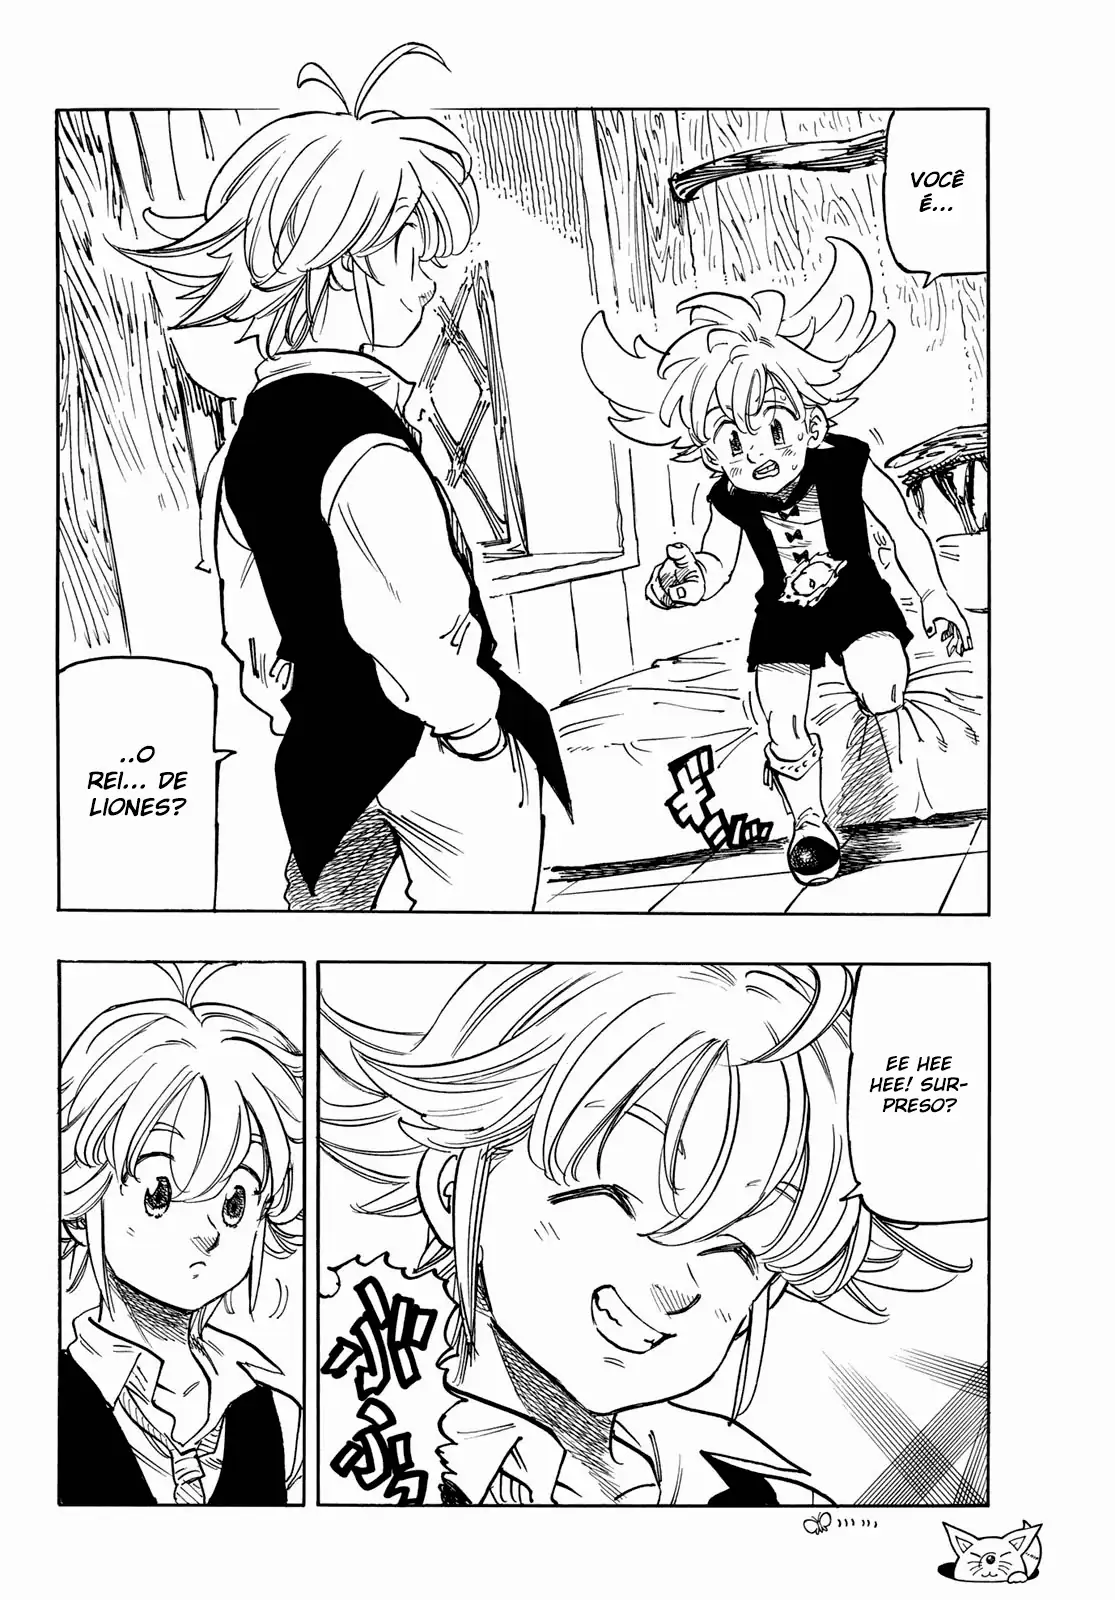 VOCÊ
É...
..O
REI... DE
LIONES?
EE HEE
HEE! SUR-
PRESO?